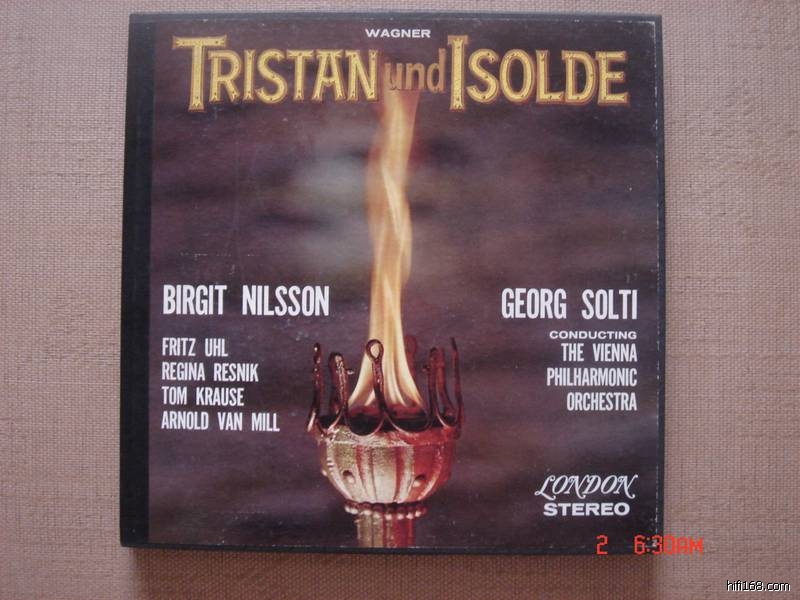 WAGNER
TRISTAN und ISOLDE
BIRGIT NILSSON
FRITZ UHL
REGINA RESNIK
TOM KRAUSE
ARNOLD VAN MILL
GEORG SOLTI
CONDUCTING
THE VIENNA
PHILHARMONIC
ORCHESTRA
LONDON
STEREO
2 6:30AM
hifi168.com